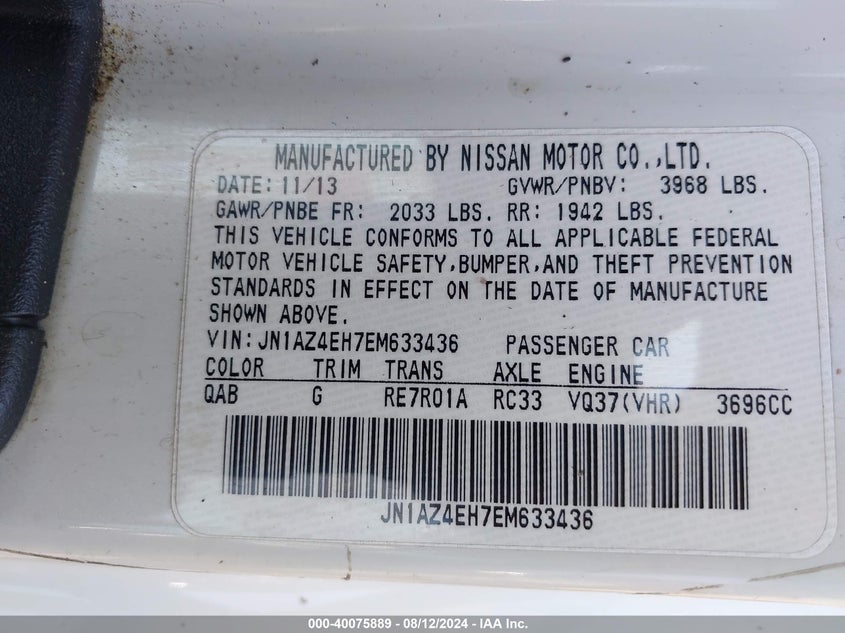 MANUFACTURED BY NISSAN MOTOR CO.,LTD.
DATE: 11/13 GVWR/PNBV: 3968 LBS.
GAWR/PNBE FR: 2033 LBS. RR: 1942 LBS.
THIS VEHICLE CONFORMS TO ALL APPLICABLE FEDERAL
MOTOR VEHICLE SAFETY,BUMPER,AND THEFT PREVENTION
STANDARDS IN EFFECT ON THE DATE OF MANUFACTURE
SHOWN ABOVE.
VIN:JN1AZ4EH7EM633436 PASSENGER CAR
COLOR TRIM TRANS AXLE ENGINE
QAB G RE7R01A RC33 VQ37(VHR) 3696CC
JN1AZ4EH7EM633436
000-40075889 - 08/12/2024 - IAA Inc.